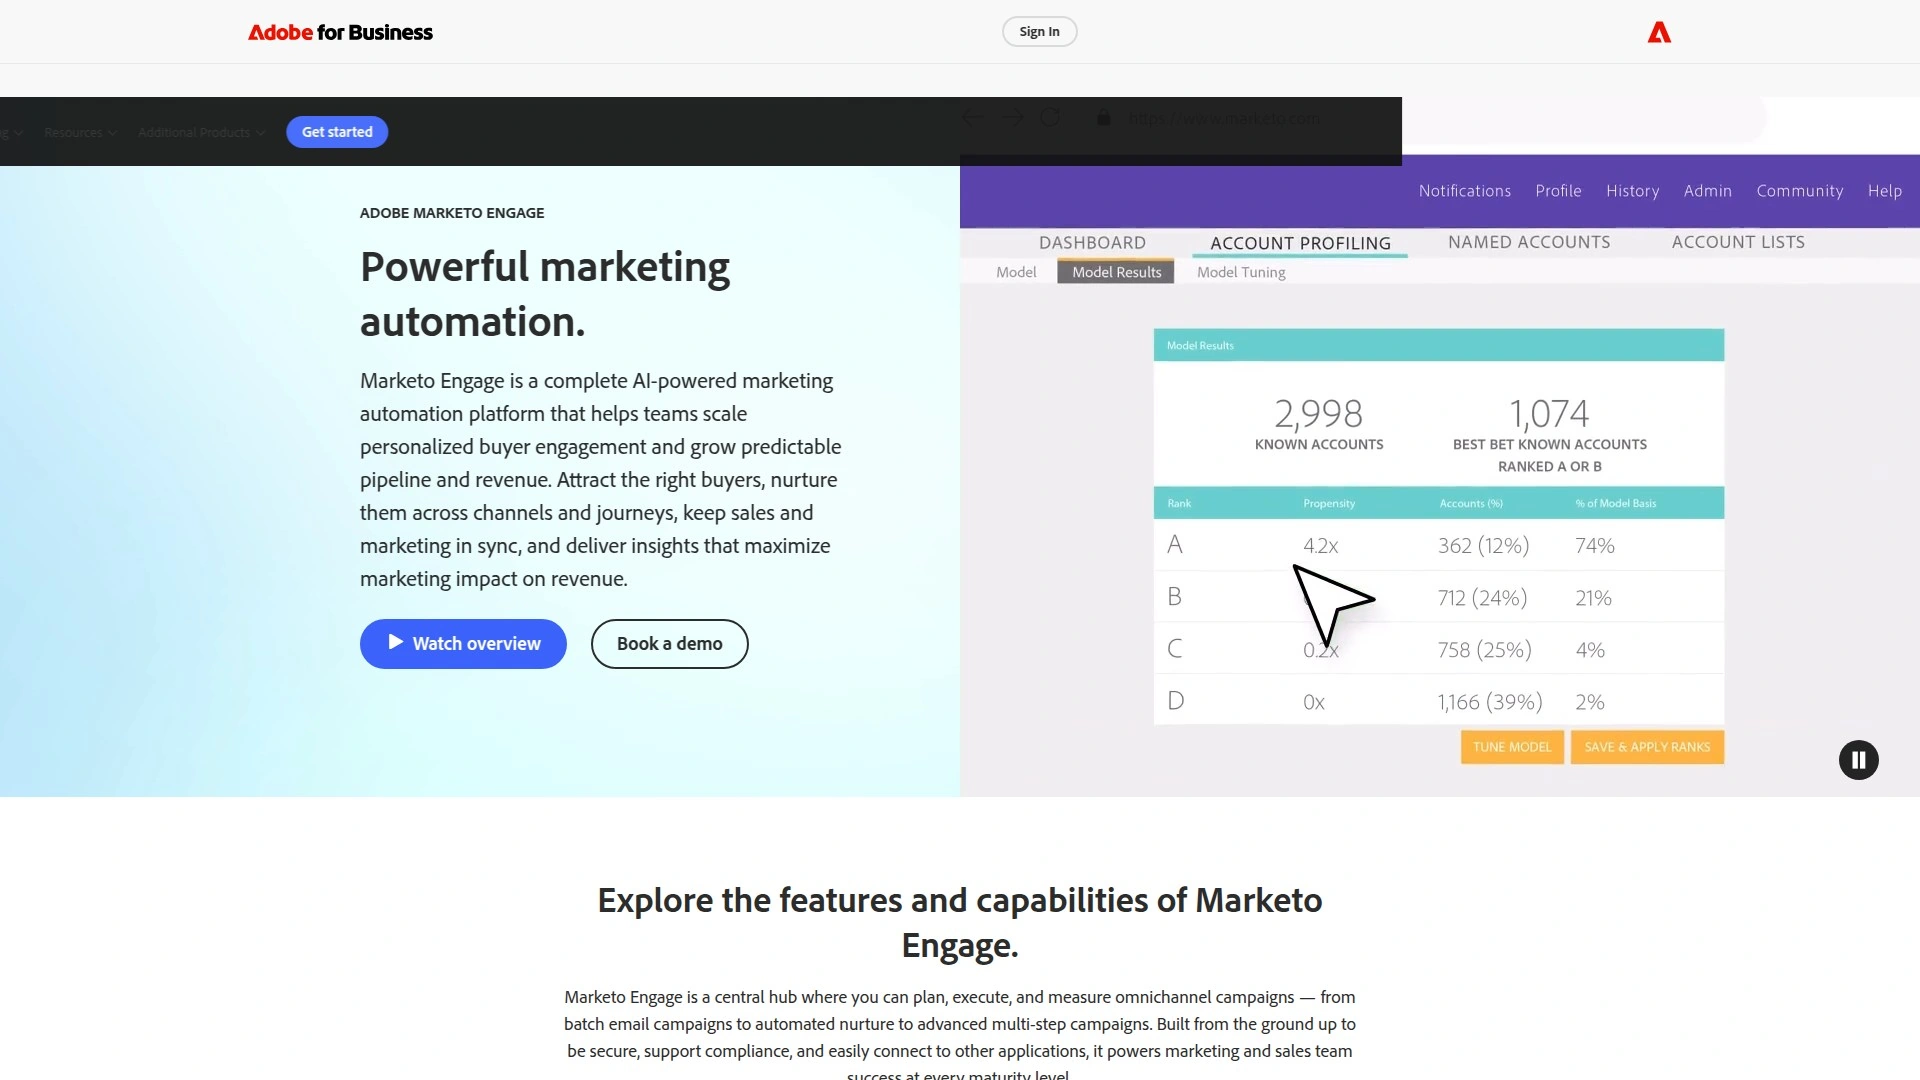 Adobe for Business
Sign In
Resources
Additional Products
Get started
https://www.marketo.com
Notifications Profile History Admin Community Help
ADOBE MARKETO ENGAGE
Powerful marketing
automation.
Marketo Engage is a complete AI-powered marketing
automation platform that helps teams scale
personalized buyer engagement and grow predictable
pipeline and revenue. Attract the right buyers, nurture
them across channels and journeys, keep sales and
marketing in sync, and deliver insights that maximize
marketing impact on revenue.
Watch overview
Book a demo
DASHBOARD ACCOUNT PROFILING NAMED ACCOUNTS ACCOUNT LISTS
Model Model Results Model Tuning
Model Results
2,998 1,074
KNOWN ACCOUNTS BEST BET KNOWN ACCOUNTS
RANKED A OR B
Rank Propensity Accounts (%) % of Model Basis
A 4.2x 362 (12%) 74%
B 712 (24%) 21%
C 0.2x 758 (25%) 4%
D 0x 1,166 (39%) 2%
TUNE MODEL SAVE & APPLY RANKS
Explore the features and capabilities of Marketo
Engage.
Marketo Engage is a central hub where you can plan, execute, and measure omnichannel campaigns — from
batch email campaigns to automated nurture to advanced multi-step campaigns. Built from the ground up to
be secure, support compliance, and easily connect to other applications, it powers marketing and sales team
success at every maturity level.